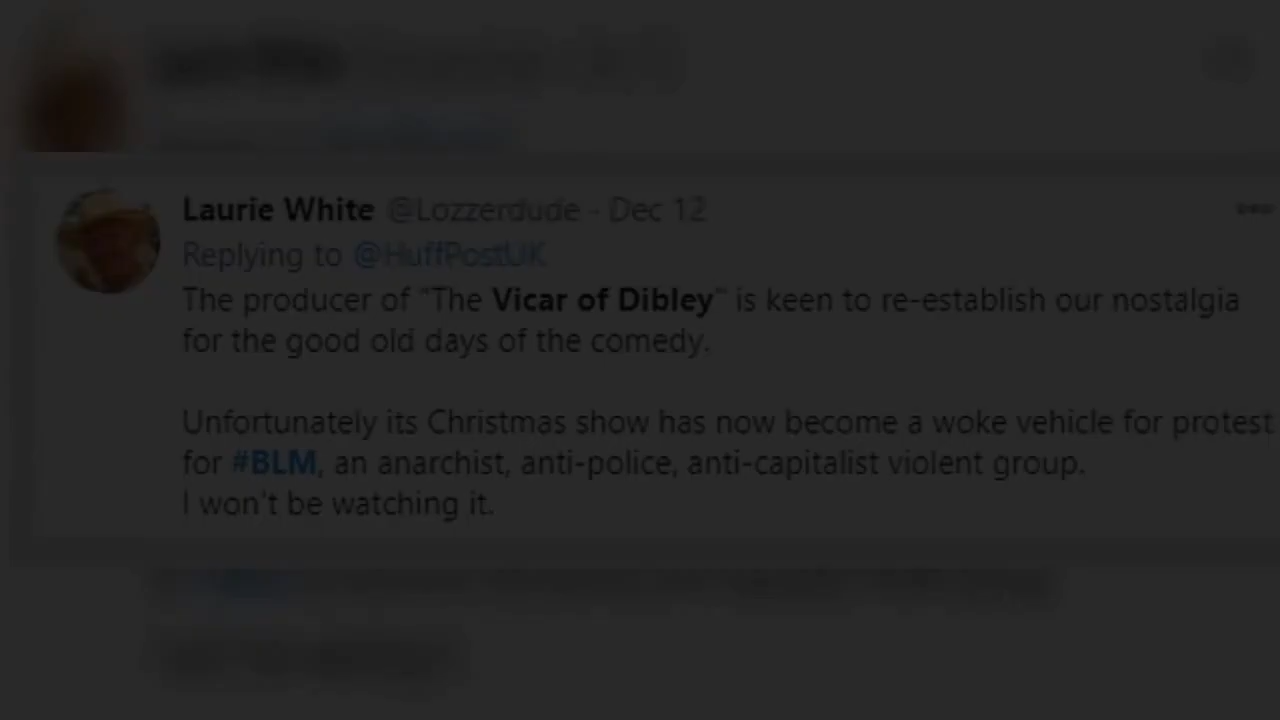 Laurie White @Lozzerdude · Dec 12
Replying to @HuffPostUK
The producer of "The Vicar of Dibley" is keen to re-establish our nostalgia
for the good old days of the comedy.
Unfortunately its Christmas show has now become a woke vehicle for protest
for #BLM, an anarchist, anti-police, anti-capitalist violent group.
I won't be watching it.